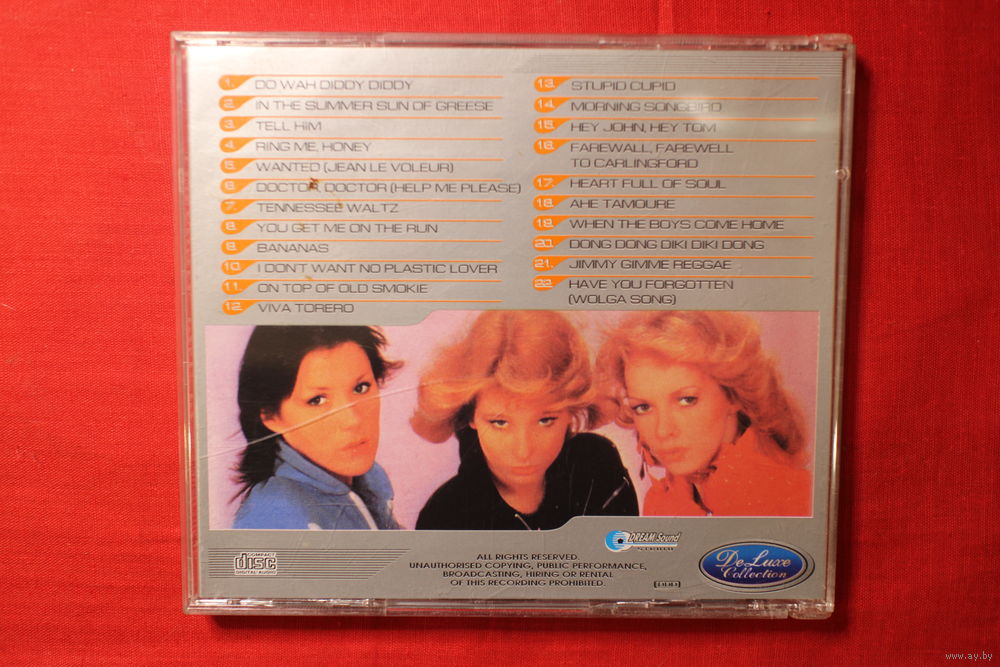 1. DO WAH DIDDY DIDDY
2. IN THE SUMMER SUN OF GREESE
3. TELL HIM
4. RING ME, HONEY
5. WANTED (JEAN LE VOLEUR)
6. DOCTOR, DOCTOR (HELP ME PLEASE)
7. TENNESSEE WALTZ
8. YOU GET ME ON THE RUN
9. BANANAS
10. I DON'T WANT NO PLASTIC LOVER
11. ON TOP OF OLD SMOKIE
12. VIVA TORERO
13. STUPID CUPID
14. MORNING SONGBIRD
15. HEY JOHN, HEY TOM
16. FAREWALL, FAREWELL
TO CARLINGFORD
17. HEART FULL OF SOUL
18. AHE TAMOURE
19. WHEN THE BOYS COME HOME
20. DONG DONG DIKI DIKI DONG
21. JIMMY GIMME REGGAE
22. HAVE YOU FORGOTTEN
(WOLGA SONG)
COMPACT
disc
DIGITAL AUDIO
ALL RIGHTS RESERVED.
UNAUTHORISED COPYING, PUBLIC PERFORMANCE,
BROADCASTING, HIRING OR RENTAL
OF THIS RECORDING PROHIBITED.
DREAM Sound
STEREO
DDD
DeLuxe
Collection
www.ay.by